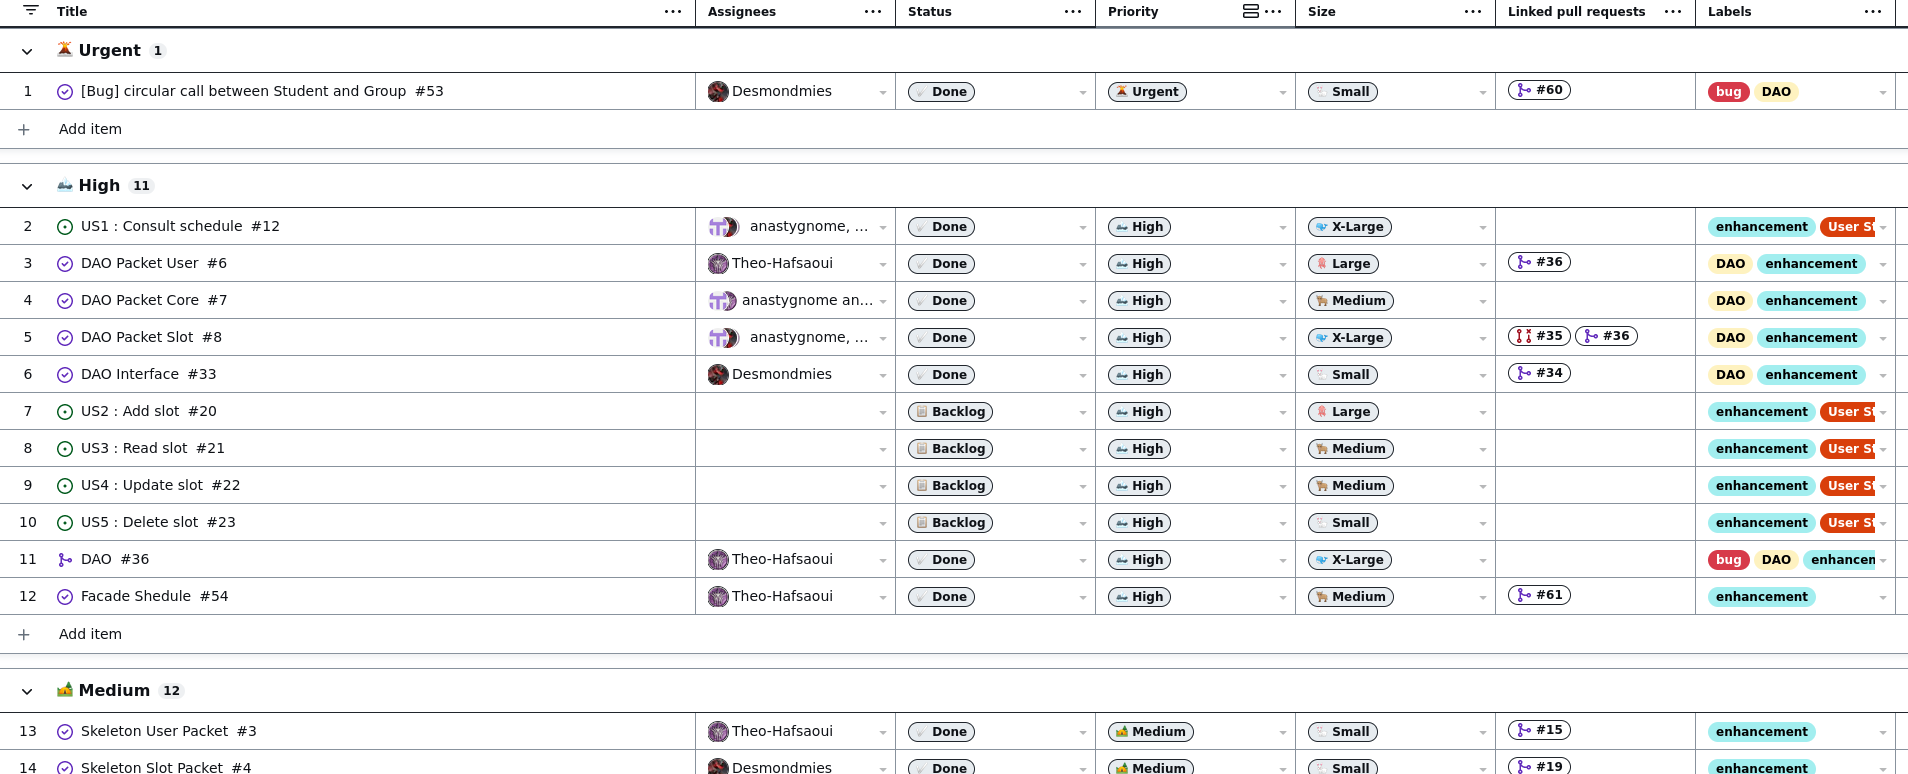 Title Assignees Status Priority Size Linked pull requests Labels
Urgent 1
1 [Bug] circular call between Student and Group #53 Desmondmies Done Urgent Small #60 bug DAO
Add item
High 11
2 US1 : Consult schedule #12 anastygnome, ... Done High X-Large enhancement User St
3 DAO Packet User #6 Theo-Hafsaoui Done High Large #36 DAO enhancement
4 DAO Packet Core #7 anastygnome an... Done High Medium DAO enhancement
5 DAO Packet Slot #8 anastygnome, ... Done High X-Large #35 #36 DAO enhancement
6 DAO Interface #33 Desmondmies Done High Small #34 DAO enhancement
7 US2 : Add slot #20 Backlog High Large enhancement User St
8 US3 : Read slot #21 Backlog High Medium enhancement User St
9 US4 : Update slot #22 Backlog High Medium enhancement User St
10 US5 : Delete slot #23 Backlog High Small enhancement User St
11 DAO #36 Theo-Hafsaoui Done High X-Large bug DAO enhancen
12 Facade Shedule #54 Theo-Hafsaoui Done High Medium #61 enhancement
Add item
Medium 12
13 Skeleton User Packet #3 Theo-Hafsaoui Done Medium Small #15 enhancement
14 Skeleton Slot Packet #4 Desmondmies Done Medium Small #19 enhancement